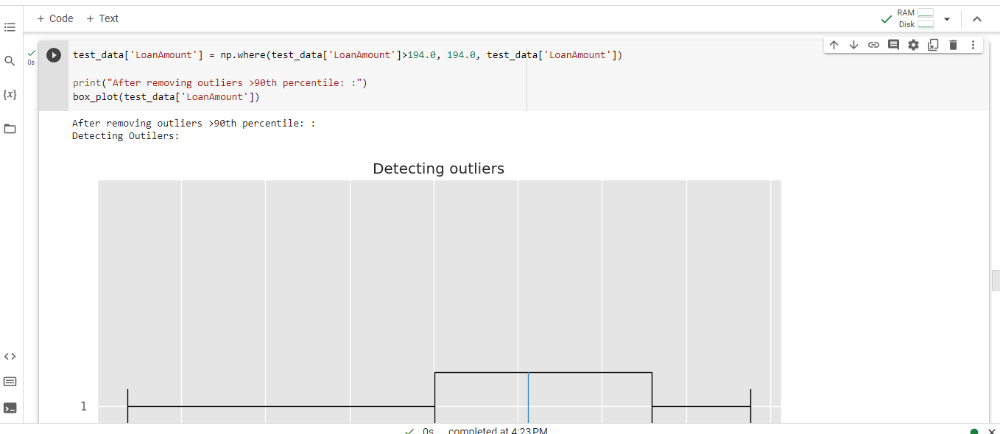 + Code + Text
RAM
Disk
{x}
0s
test_data['LoanAmount'] = np.where(test_data['LoanAmount']>194.0, 194.0, test_data['LoanAmount'])
print("After removing outliers >90th percentile: :")
box_plot(test_data['LoanAmount'])
After removing outliers >90th percentile: :
Detecting Outilers:
Detecting outliers
1
0s completed at 4:23 PM